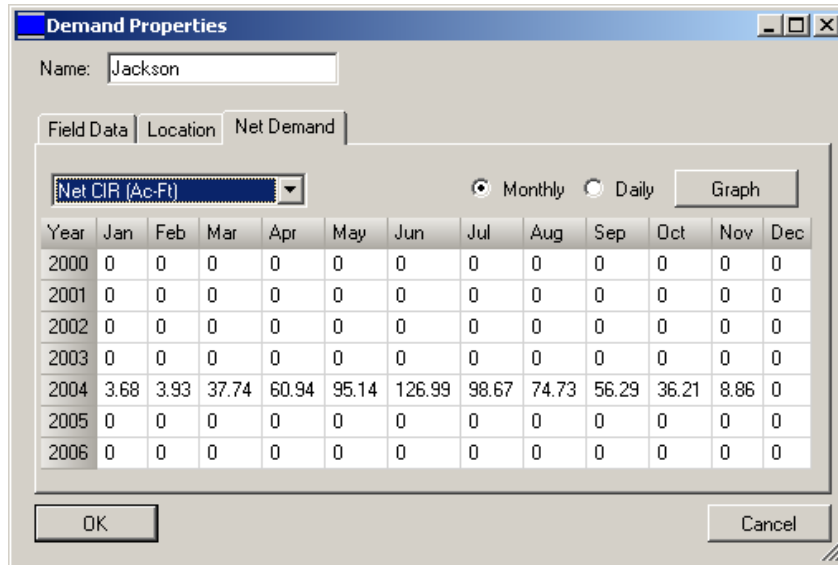 Demand Properties
Name: Jackson
Field Data Location Net Demand
Net CIR (Ac-Ft) Monthly Daily Graph
Year Jan Feb Mar Apr May Jun Jul Aug Sep Oct Nov Dec
2000 0 0 0 0 0 0 0 0 0 0 0 0
2001 0 0 0 0 0 0 0 0 0 0 0 0
2002 0 0 0 0 0 0 0 0 0 0 0 0
2003 0 0 0 0 0 0 0 0 0 0 0 0
2004 3.68 3.93 37.74 60.94 95.14 126.99 98.67 74.73 56.29 36.21 8.86 0
2005 0 0 0 0 0 0 0 0 0 0 0 0
2006 0 0 0 0 0 0 0 0 0 0 0 0
OK Cancel